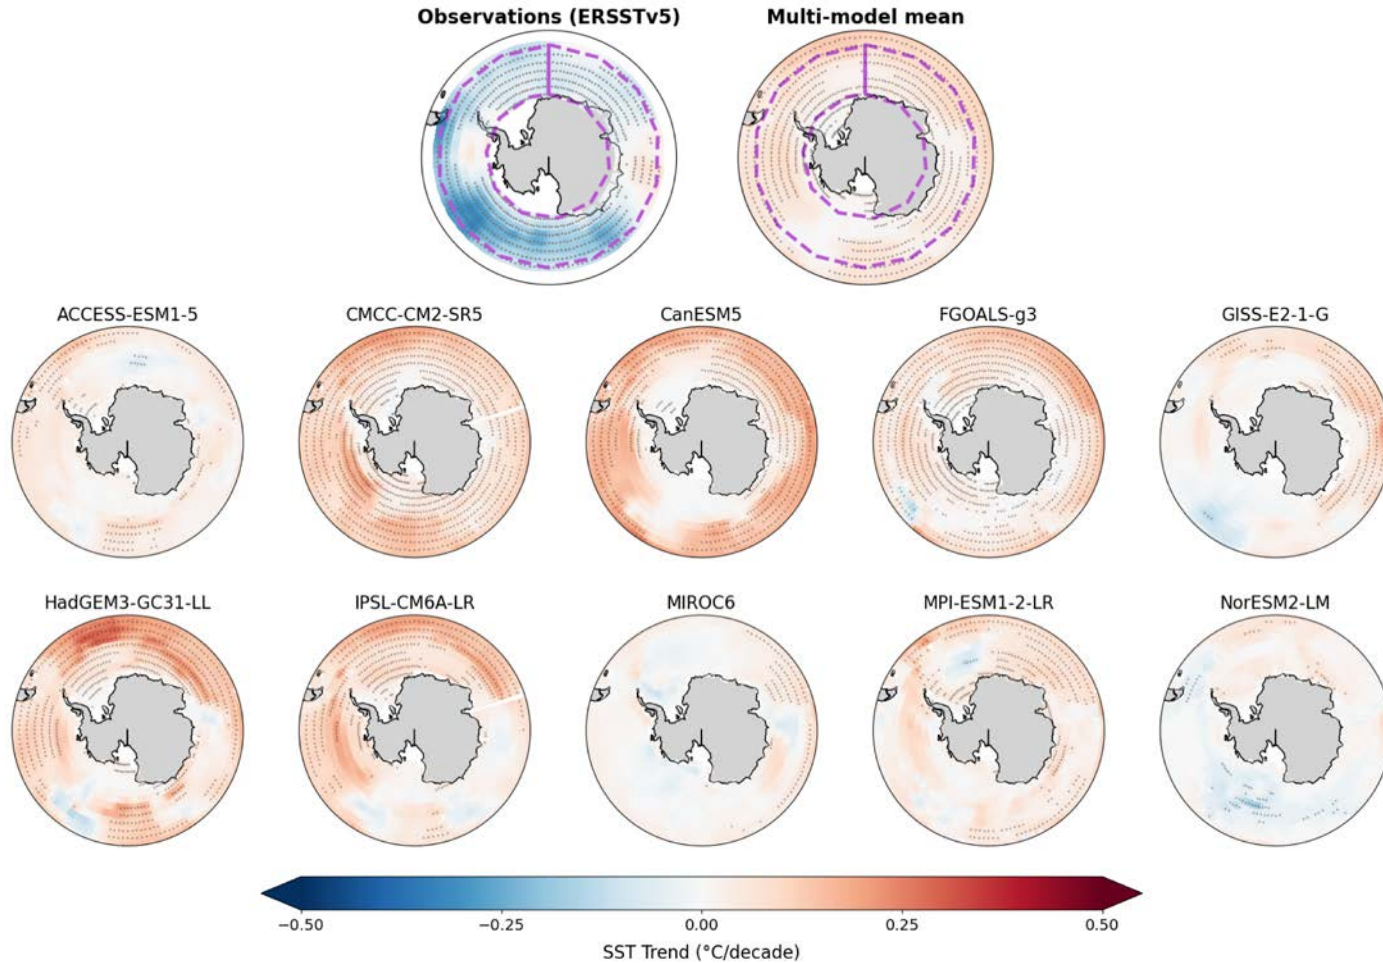 Observations (ERSSTv5) Multi-model mean
ACCESS-ESM1-5 CMCC-CM2-SR5 CanESM5 FGOALS-g3 GISS-E2-1-G
HadGEM3-GC31-LL IPSL-CM6A-LR MIROC6 MPI-ESM1-2-LR NorESM2-LM
−0.50 −0.25 0.00 0.25 0.50
SST Trend (°C/decade)